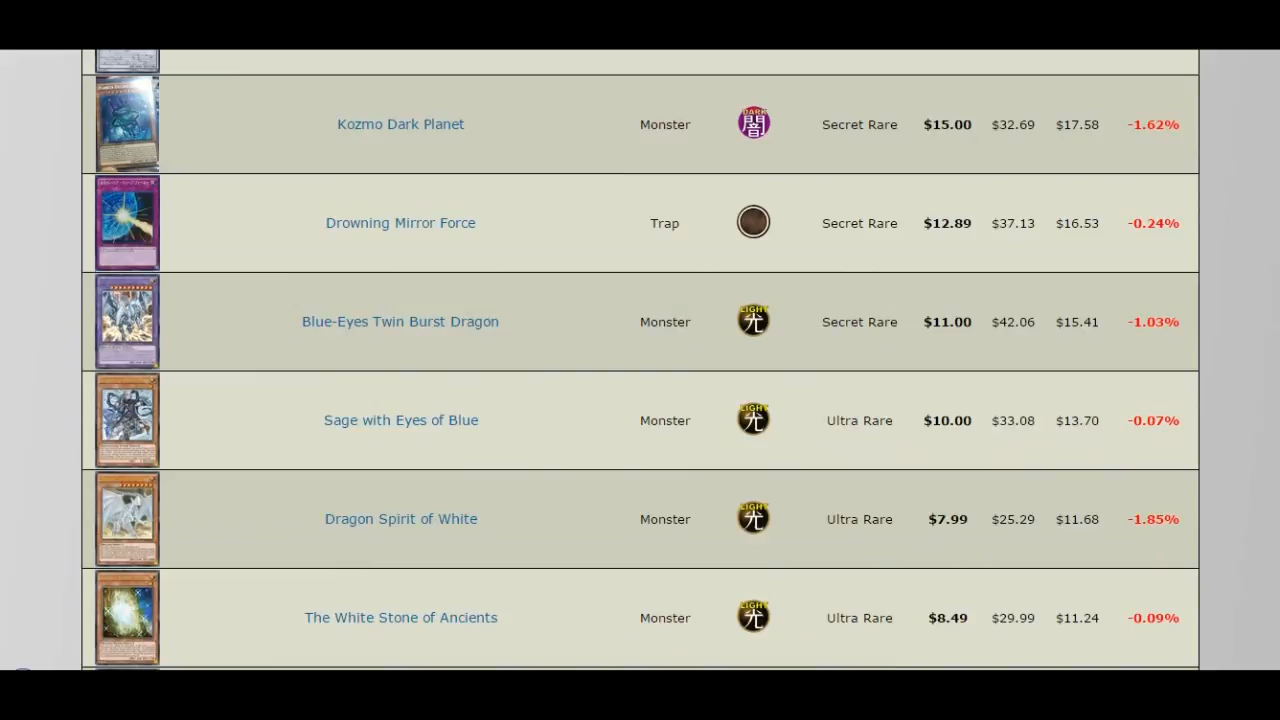 Kozmo Dark Planet Monster DARK 闇 Secret Rare $15.00 $32.69 $17.58 -1.62%
Drowning Mirror Force Trap Secret Rare $12.89 $37.13 $16.53 -0.24%
Blue-Eyes Twin Burst Dragon Monster LIGHT 光 Secret Rare $11.00 $42.06 $15.41 -1.03%
Sage with Eyes of Blue Monster LIGHT 光 Ultra Rare $10.00 $33.08 $13.70 -0.07%
Dragon Spirit of White Monster LIGHT 光 Ultra Rare $7.99 $25.29 $11.68 -1.85%
The White Stone of Ancients Monster LIGHT 光 Ultra Rare $8.49 $29.99 $11.24 -0.09%